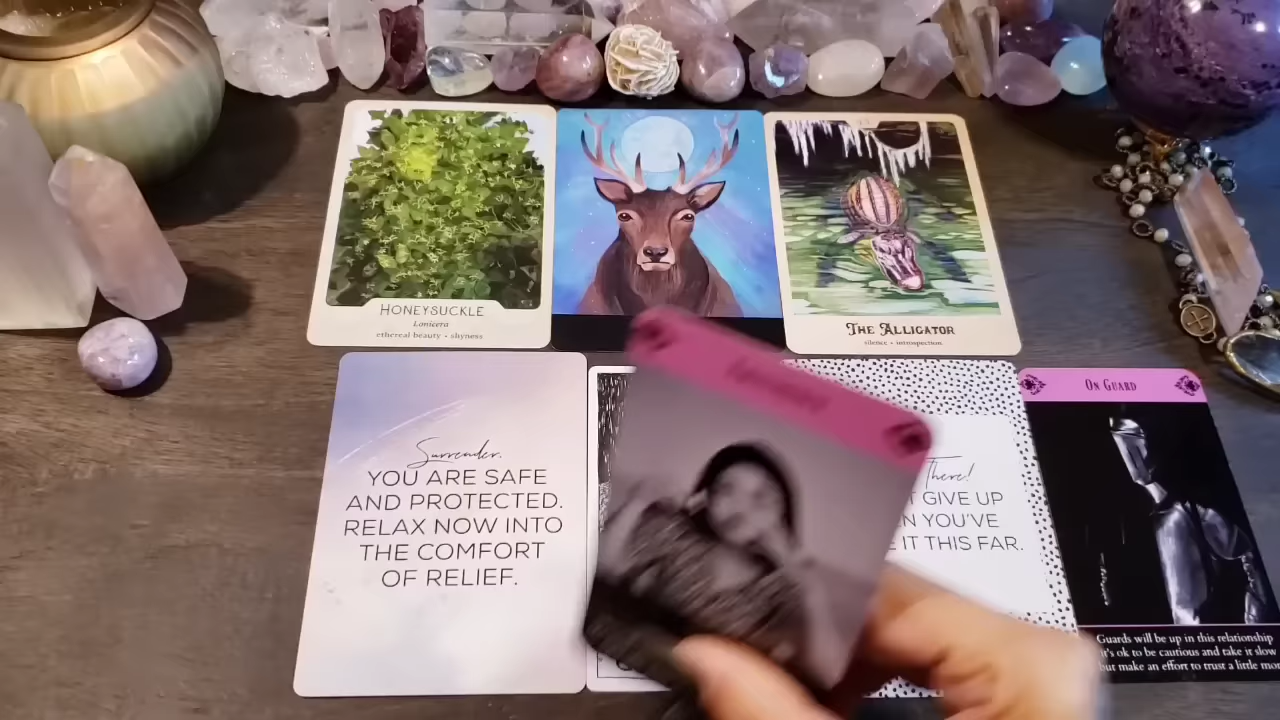 HONEYSUCKLE
Lonicera
ethereal beauty • shyness
THE ALLIGATOR
silence • introspection
Surrender.
YOU ARE SAFE
AND PROTECTED.
RELAX NOW INTO
THE COMFORT
OF RELIEF.
There!
GIVE UP
YOU'VE
IT THIS FAR.
ON GUARD
Guards will be up in this relationship
it's ok to be cautious and take it slow
but make an effort to trust a little